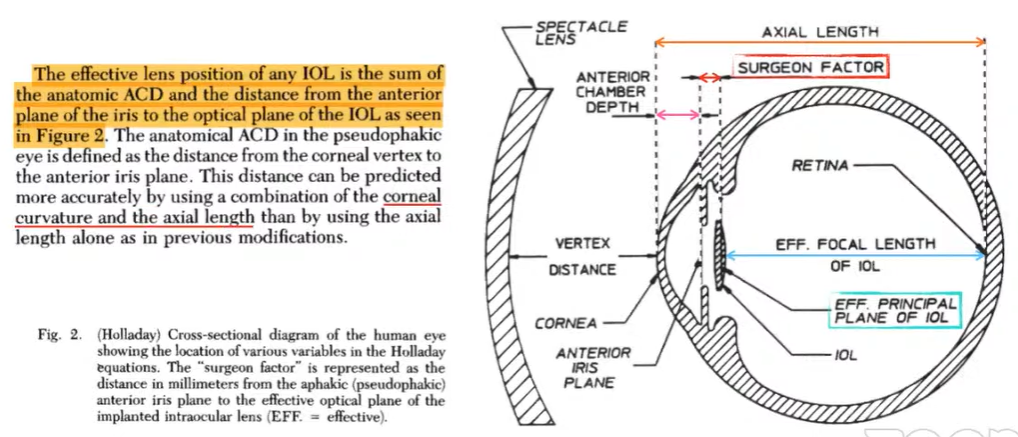 The effective lens position of any IOL is the sum of
the anatomic ACD and the distance from the anterior
plane of the iris to the optical plane of the IOL as seen
in Figure 2. The anatomical ACD in the pseudophakic
eye is defined as the distance from the corneal vertex to
the anterior iris plane. This distance can be predicted
more accurately by using a combination of the corneal
curvature and the axial length than by using the axial
length alone as in previous modifications.
Fig. 2. (Holladay) Cross-sectional diagram of the human eye
showing the location of various variables in the Holladay
equations. The "surgeon factor" is represented as the
distance in millimeters from the aphakic (pseudophakic)
anterior iris plane to the effective optical plane of the
implanted intraocular lens (EFF. = effective).
SPECTACLE
LENS
AXIAL LENGTH
SURGEON FACTOR
ANTERIOR
CHAMBER
DEPTH
RETINA
VERTEX
DISTANCE
EFF. FOCAL LENGTH
OF IOL
EFF. PRINCIPAL
PLANE OF IOL
CORNEA
IOL
ANTERIOR
IRIS
PLANE